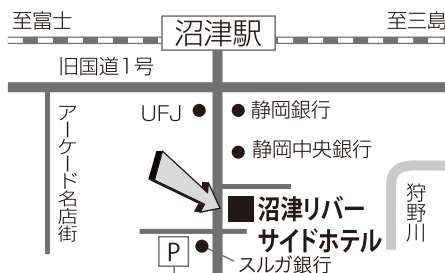 至富士
沼津駅
至三島
旧国道1号
アーケード名店街
UFJ
静岡銀行
静岡中央銀行
沼津リバー
サイドホテル
狩野川
P
スルガ銀行